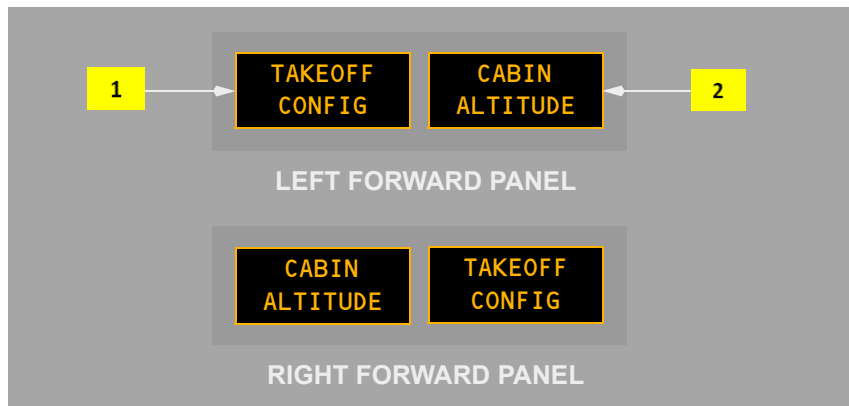 1
TAKEOFF CONFIG
CABIN ALTITUDE
2
LEFT FORWARD PANEL
CABIN ALTITUDE
TAKEOFF CONFIG
RIGHT FORWARD PANEL